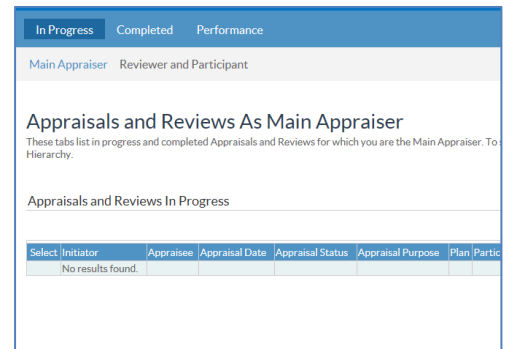 In Progress Completed Performance
Main Appraiser Reviewer and Participant
Appraisals and Reviews As Main Appraiser
These tabs list in progress and completed Appraisals and Reviews for which you are the Main Appraiser. To
Hierarchy.
Appraisals and Reviews In Progress
Select Initiator Appraisee Appraisal Date Appraisal Status Appraisal Purpose Plan Partic
No results found.